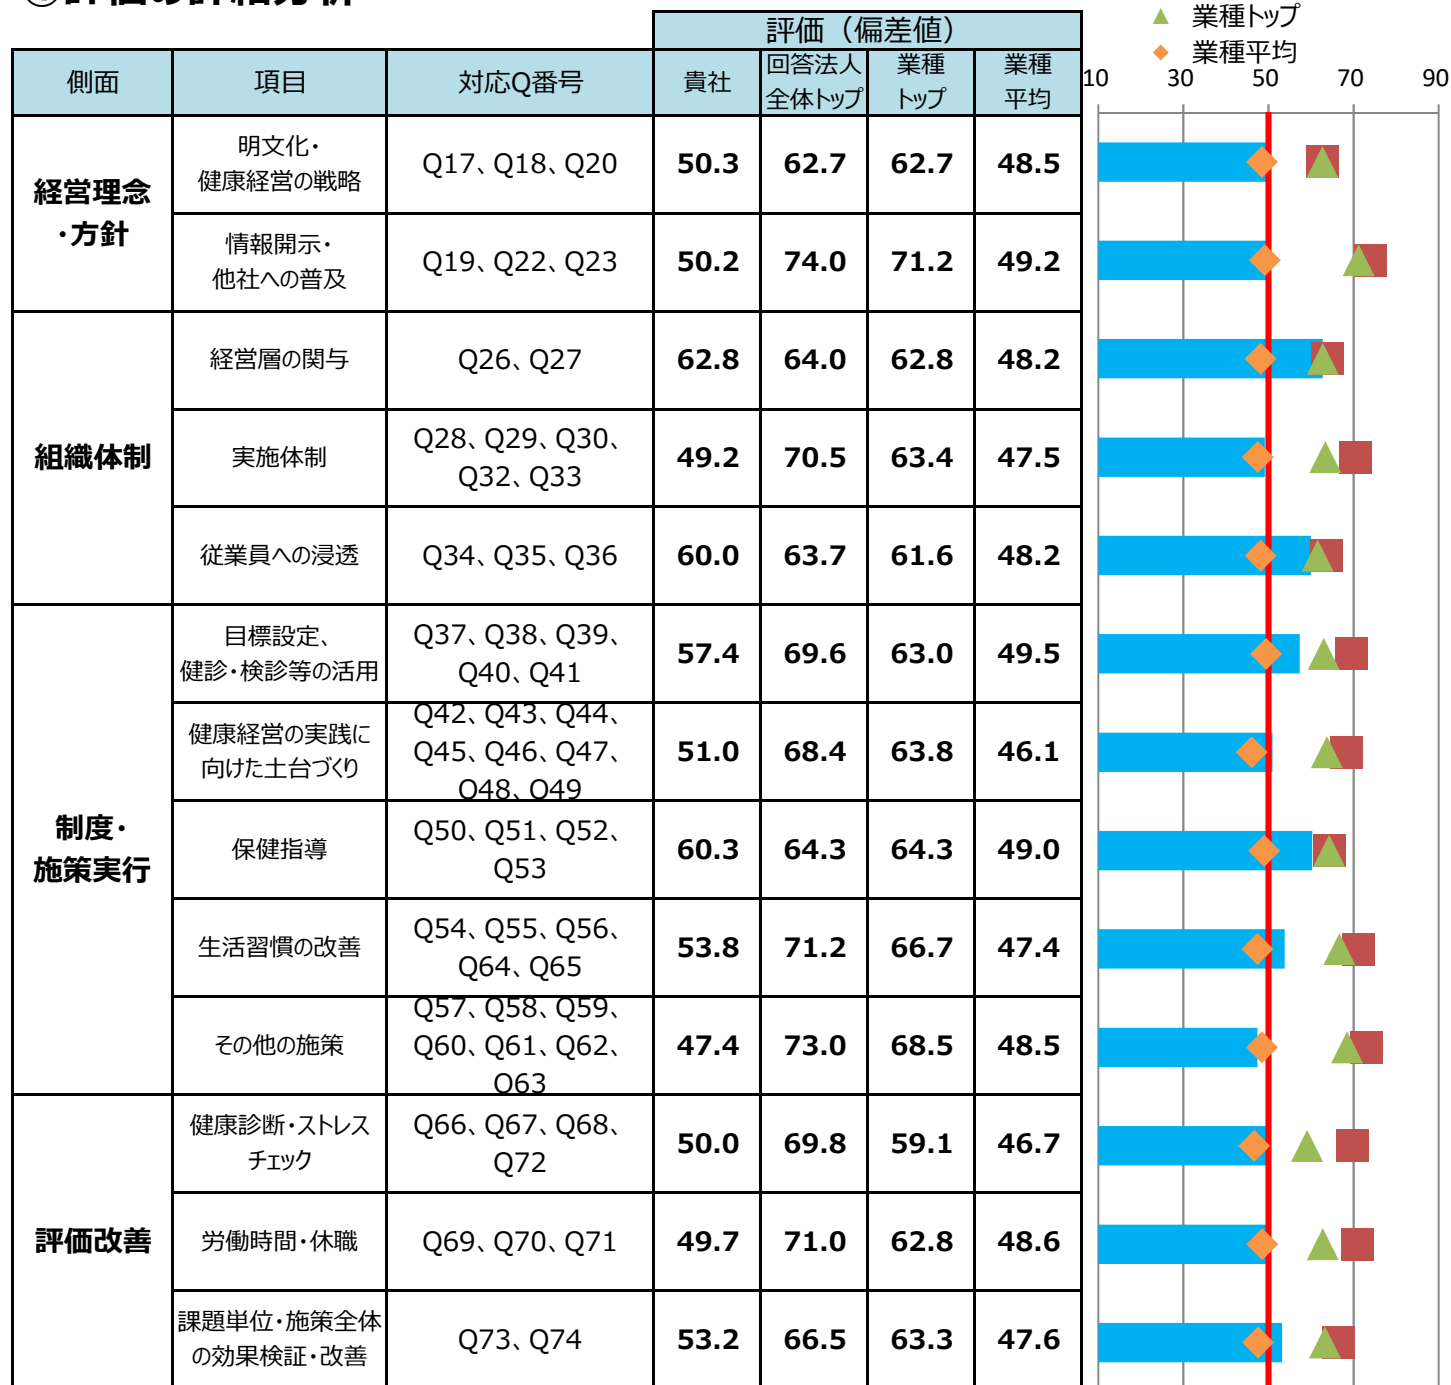 ▲ 業種トップ
◆ 業種平均
評価（偏差値）
側面 項目 対応Q番号 貴社 回答法人 業種 業種
全体トップ トップ 平均
10 30 50 70 90
経営理念
・方針
明文化・
健康経営の戦略
Q17、Q18、Q20
50.3 62.7 62.7 48.5
情報開示・
他社への普及
Q19、Q22、Q23
50.2 74.0 71.2 49.2
組織体制
経営層の関与
Q26、Q27
62.8 64.0 62.8 48.2
実施体制
Q28、Q29、Q30、
Q32、Q33
49.2 70.5 63.4 47.5
従業員への浸透
Q34、Q35、Q36
60.0 63.7 61.6 48.2
制度・
施策実行
目標設定、
健診・検診等の活用
Q37、Q38、Q39、
Q40、Q41
57.4 69.6 63.0 49.5
健康経営の実践に
向けた土台づくり
Q42、Q43、Q44、
Q45、Q46、Q47、
Q48、Q49
51.0 68.4 63.8 46.1
保健指導
Q50、Q51、Q52、
Q53
60.3 64.3 64.3 49.0
生活習慣の改善
Q54、Q55、Q56、
Q64、Q65
53.8 71.2 66.7 47.4
その他の施策
Q57、Q58、Q59、
Q60、Q61、Q62、
Q63
47.4 73.0 68.5 48.5
評価改善
健康診断・ストレス
チェック
Q66、Q67、Q68、
Q72
50.0 69.8 59.1 46.7
労働時間・休職
Q69、Q70、Q71
49.7 71.0 62.8 48.6
課題単位・施策全体
の効果検証・改善
Q73、Q74
53.2 66.5 63.3 47.6